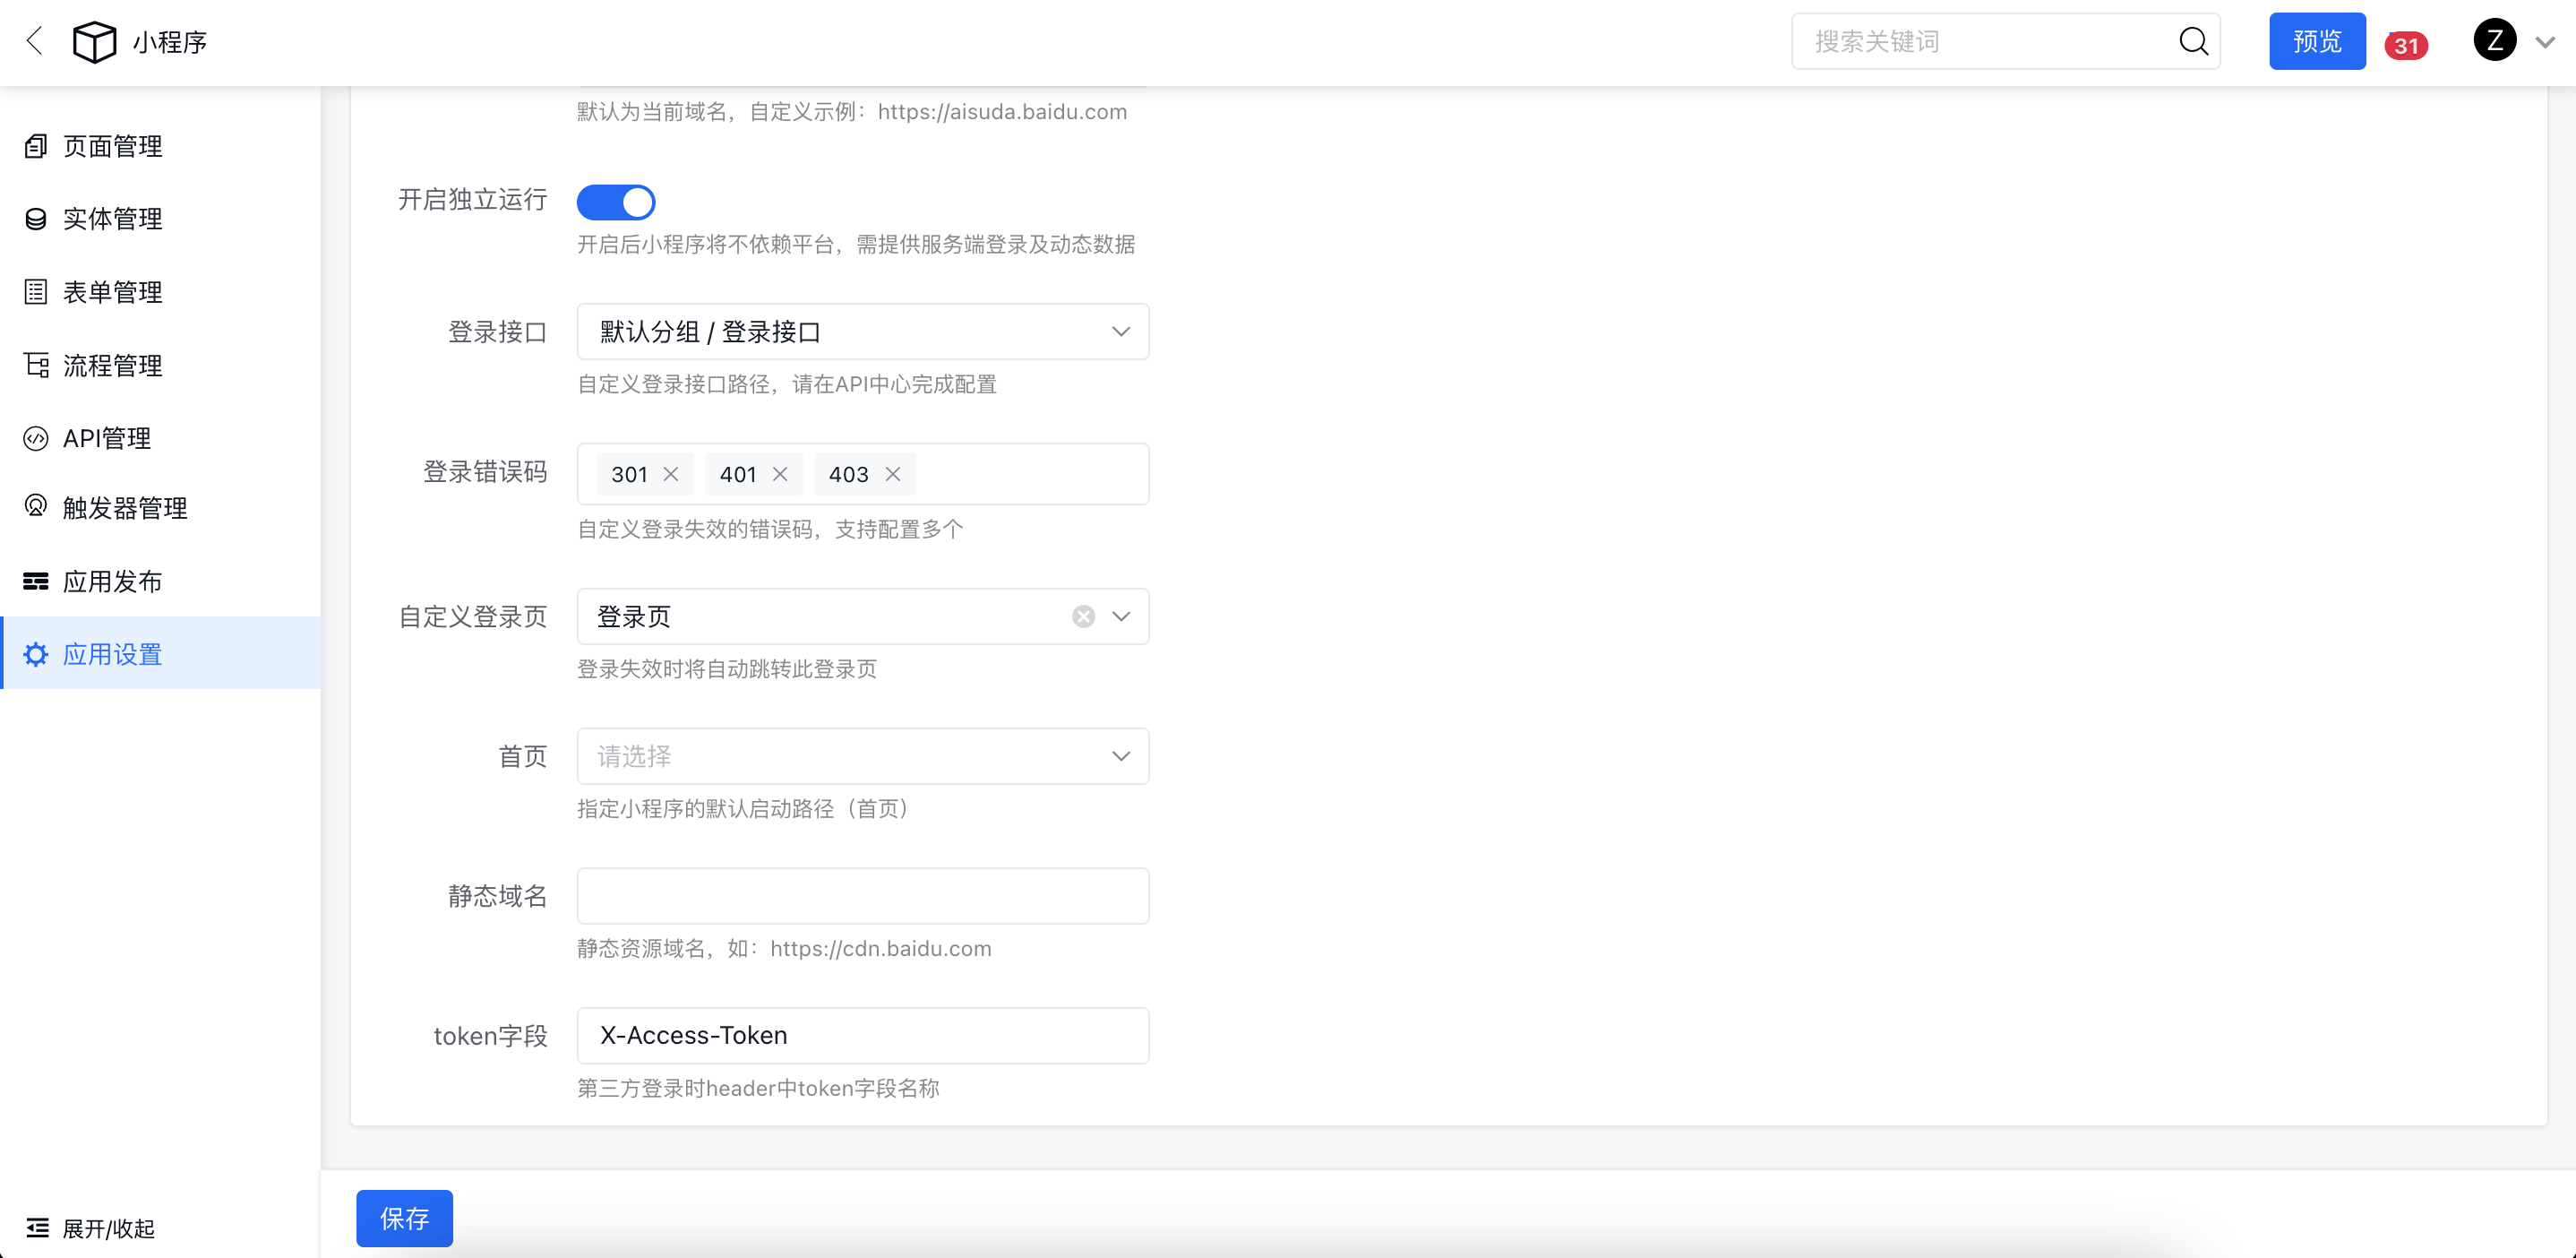 小程序
搜索关键词
预览
31
Z
页面管理
实体管理
表单管理
流程管理
API管理
触发器管理
应用发布
应用设置
展开/收起
默认为当前域名，自定义示例：https://aisuda.baidu.com
开启独立运行
开启后小程序将不依赖平台，需提供服务端登录及动态数据
登录接口
默认分组 / 登录接口
自定义登录接口路径，请在API中心完成配置
登录错误码
301 401 403
自定义登录失效的错误码，支持配置多个
自定义登录页
登录页
登录失效时将自动跳转此登录页
首页
请选择
指定小程序的默认启动路径（首页）
静态域名
静态资源域名，如：https://cdn.baidu.com
token字段
X-Access-Token
第三方登录时header中token字段名称
保存